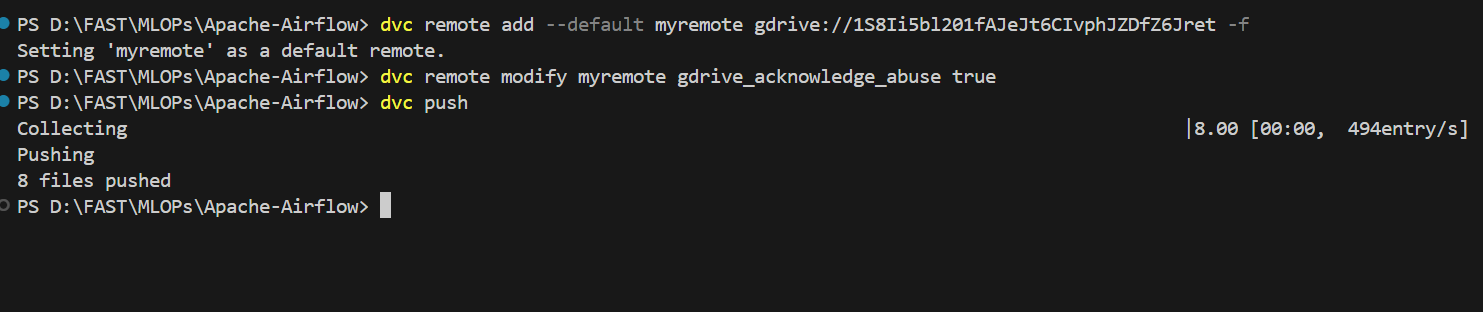 PS D:\FAST\MLOPs\Apache-Airflow> dvc remote add --default myremote gdrive://1S8Ii5bl201fAJeJt6CIvphJZDfZ6Jret -f
Setting 'myremote' as a default remote.
PS D:\FAST\MLOPs\Apache-Airflow> dvc remote modify myremote gdrive_acknowledge_abuse true
PS D:\FAST\MLOPs\Apache-Airflow> dvc push
Collecting |8.00 [00:00, 494entry/s]
Pushing
8 files pushed
PS D:\FAST\MLOPs\Apache-Airflow>